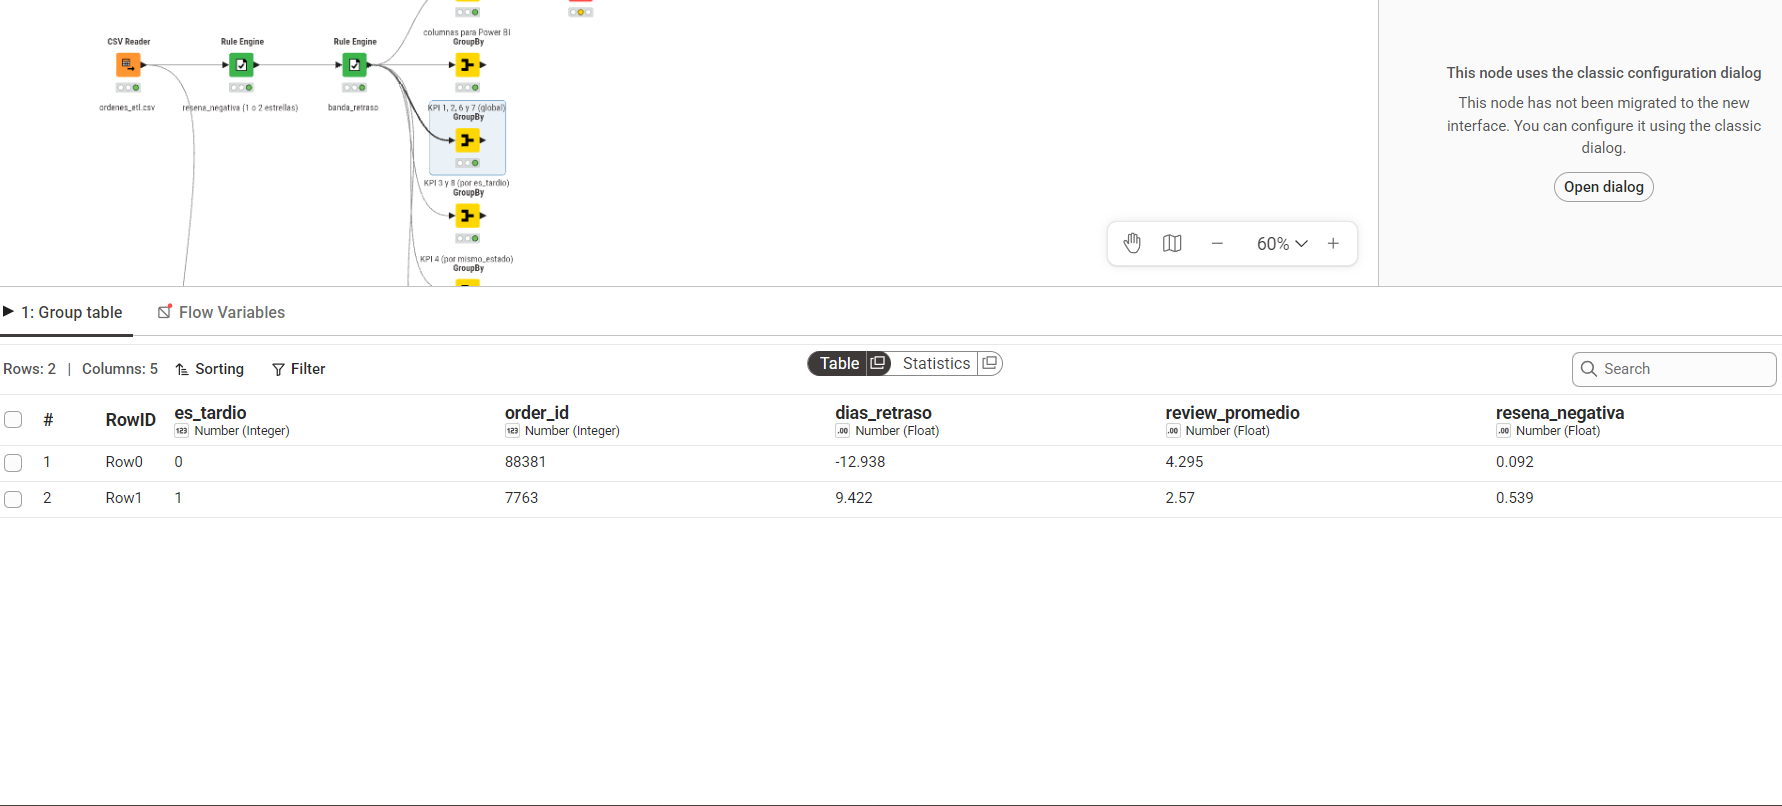 columnas para Power BI
CSV Reader
Rule Engine
Rule Engine
GroupBy
ordenes_etl.csv
resena_negativa (1 o 2 estrellas)
banda_retraso
KPI 1, 2, 6 y 7 (global)
GroupBy
KPI 3 y 8 (por es_tardio)
GroupBy
KPI 4 (por mismo_estado)
GroupBy
This node uses the classic configuration dialog
This node has not been migrated to the new
interface. You can configure it using the classic
dialog.
Open dialog
60%
1: Group table
Flow Variables
Rows: 2 | Columns: 5
Sorting
Filter
Table
Statistics
Search
# RowID es_tardio order_id dias_retraso review_promedio resena_negativa
Number (Integer) Number (Integer) Number (Float) Number (Float) Number (Float)
1 Row0 0 88381 -12.938 4.295 0.092
2 Row1 1 7763 9.422 2.57 0.539